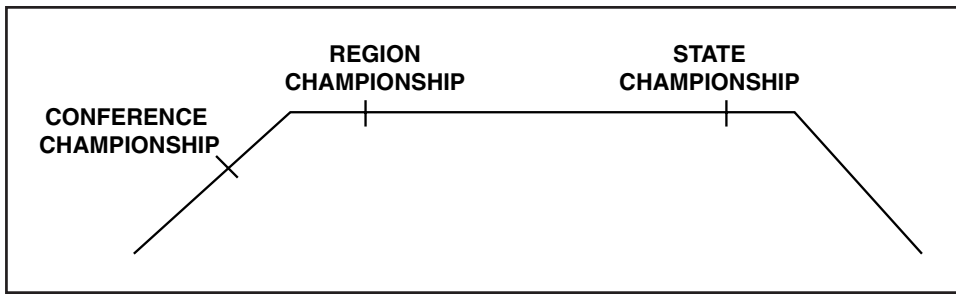 REGION
CHAMPIONSHIP
STATE
CHAMPIONSHIP
CONFERENCE
CHAMPIONSHIP